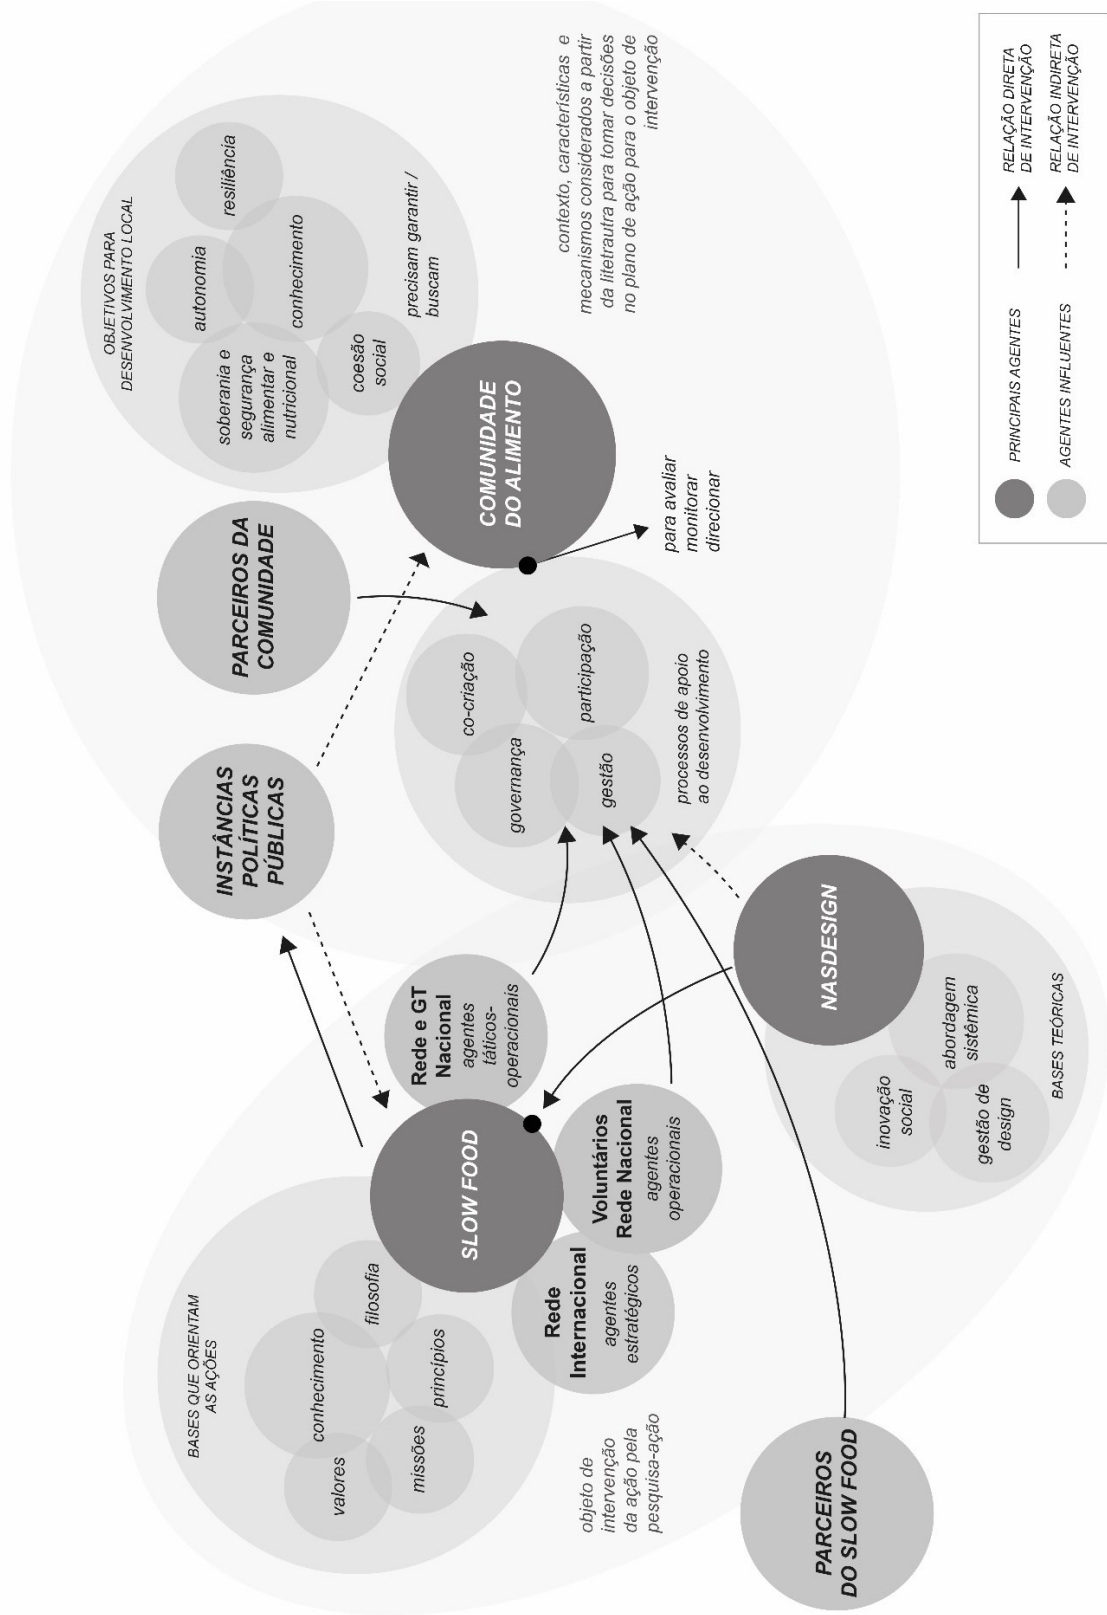 BASES QUE ORIENTAM
AS AÇÕES
valores
conhecimento
filosofia
missões
princípios
SLOW FOOD
Rede e GT
Nacional
agentes
táticos-
operacionais
Rede
Internacional
agentes
estratégicos
Voluntários
Rede Nacional
agentes
operacionais
objeto de
intervenção
da ação pela
pesquisa-ação
PARCEIROS
DO SLOW FOOD
INSTÂNCIAS
POLÍTICAS
PÚBLICAS
PARCEIROS DA
COMUNIDADE
OBJETIVOS PARA
DESENVOLVIMENTO LOCAL
soberania e
segurança
alimentar e
nutricional
autonomia
resiliência
conhecimento
coesão
social
precisam garantir /
buscam
COMUNIDADE
DO ALIMENTO
para avaliar
monitorar
direcionar
governança
co-criação
gestão
participação
processos de apoio
ao desenvolvimento
NASDESIGN
inovação
social
abordagem
sistêmica
gestão de
design
BASES TEÓRICAS
contexto, características e
mecanismos considerados a partir
da litetrautra para tomar decisões
no plano de ação para o objeto de
intervenção
PRINCIPAIS AGENTES
AGENTES INFLUENTES
RELAÇÃO DIRETA
DE INTERVENÇÃO
RELAÇÃO INDIRETA
DE INTERVENÇÃO